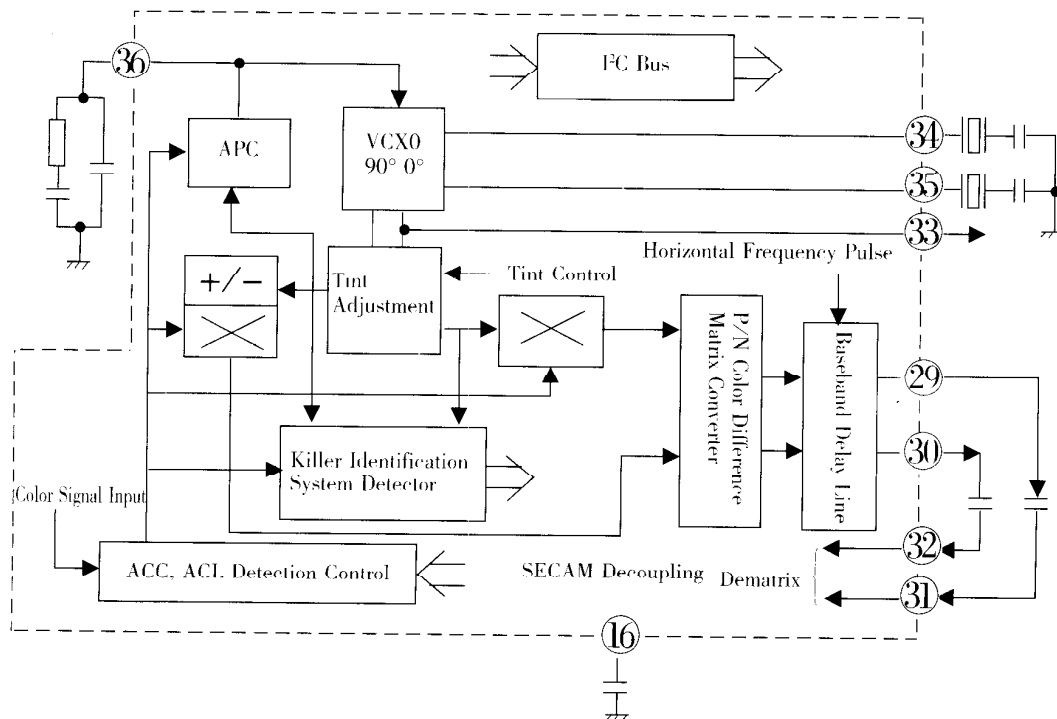 36
I²C Bus
APC
VCX0
90° 0°
34
35
33
Horizontal Frequency Pulse
+/−
Tint
Adjustment
Tint Control
P/N Color Difference
Matrix Converter
Baseband Delay Line
29
30
Killer Identification
System Detector
Color Signal Input
ACC, ACL Detection Control
SECAM Decoupling
Dematrix
32
31
16